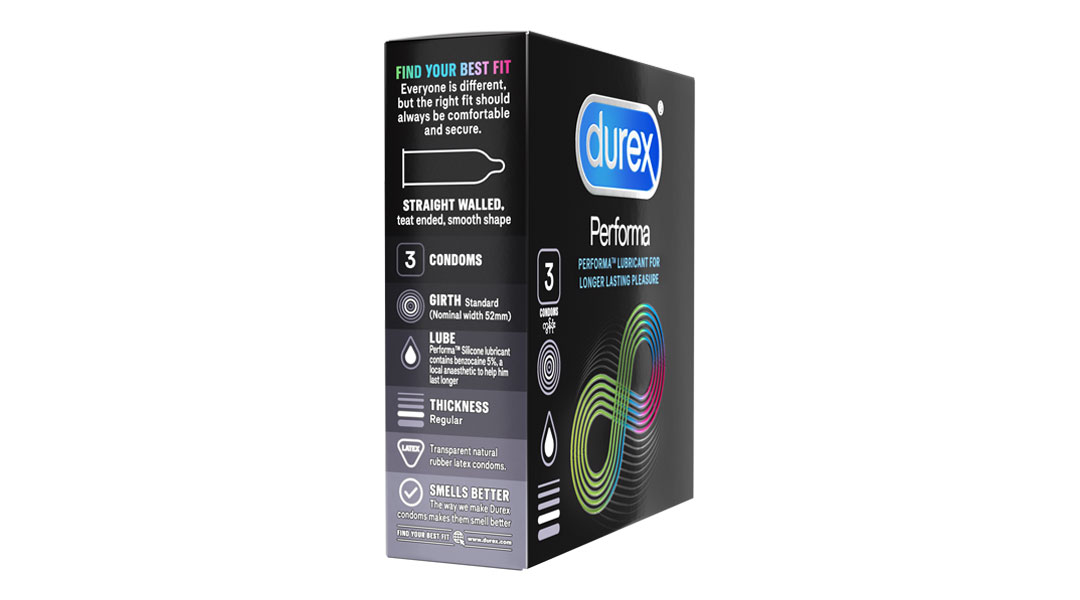 FIND YOUR BEST FIT
Everyone is different,
but the right fit should
always be comfortable
and secure.
STRAIGHT WALLED,
teat ended, smooth shape
3 CONDOMS
GIRTH Standard
(Nominal width 52mm)
LUBE
Performa™ Silicone lubricant
contains benzocaine 5%, a
local anaesthetic to help him
last longer
THICKNESS
Regular
LATEX
Transparent natural
rubber latex condoms.
SMELLS BETTER
The way we make Durex
condoms makes them smell better
FIND YOUR BEST FIT www.durex.com
durex
Performa
PERFORMA™ LUBRICANT FOR
LONGER LASTING PLEASURE
3
CONDOMS